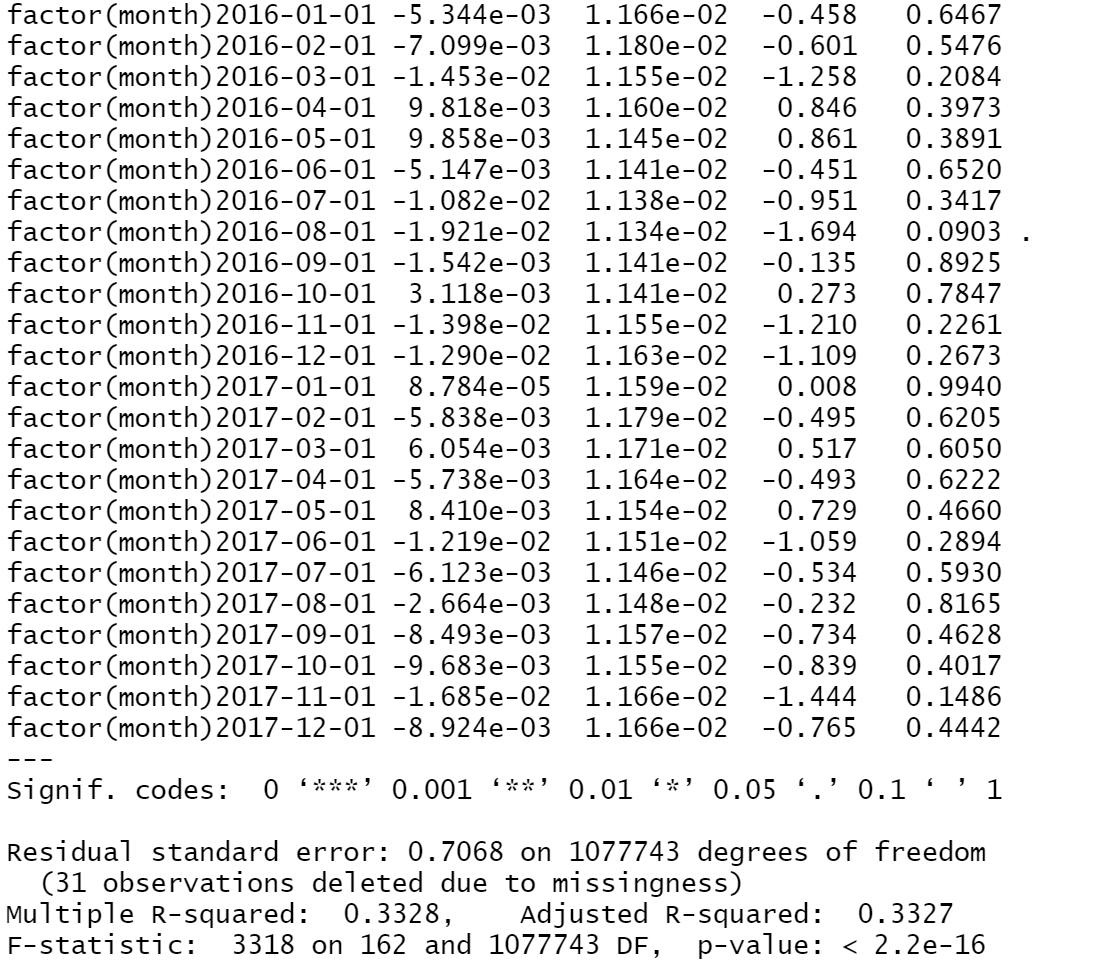 factor(month)2016-01-01 -5.344e-03  1.166e-02  -0.458   0.6467
factor(month)2016-02-01 -7.099e-03  1.180e-02  -0.601   0.5476
factor(month)2016-03-01 -1.453e-02  1.155e-02  -1.258   0.2084
factor(month)2016-04-01  9.818e-03  1.160e-02   0.846   0.3973
factor(month)2016-05-01  9.858e-03  1.145e-02   0.861   0.3891
factor(month)2016-06-01 -5.147e-03  1.141e-02  -0.451   0.6520
factor(month)2016-07-01 -1.082e-02  1.138e-02  -0.951   0.3417
factor(month)2016-08-01 -1.921e-02  1.134e-02  -1.694   0.0903 .
factor(month)2016-09-01 -1.542e-03  1.141e-02  -0.135   0.8925
factor(month)2016-10-01  3.118e-03  1.141e-02   0.273   0.7847
factor(month)2016-11-01 -1.398e-02  1.155e-02  -1.210   0.2261
factor(month)2016-12-01 -1.290e-02  1.163e-02  -1.109   0.2673
factor(month)2017-01-01  8.784e-05  1.159e-02   0.008   0.9940
factor(month)2017-02-01 -5.838e-03  1.179e-02  -0.495   0.6205
factor(month)2017-03-01  6.054e-03  1.171e-02   0.517   0.6050
factor(month)2017-04-01 -5.738e-03  1.164e-02  -0.493   0.6222
factor(month)2017-05-01  8.410e-03  1.154e-02   0.729   0.4660
factor(month)2017-06-01 -1.219e-02  1.151e-02  -1.059   0.2894
factor(month)2017-07-01 -6.123e-03  1.146e-02  -0.534   0.5930
factor(month)2017-08-01 -2.664e-03  1.148e-02  -0.232   0.8165
factor(month)2017-09-01 -8.493e-03  1.157e-02  -0.734   0.4628
factor(month)2017-10-01 -9.683e-03  1.155e-02  -0.839   0.4017
factor(month)2017-11-01 -1.685e-02  1.166e-02  -1.444   0.1486
factor(month)2017-12-01 -8.924e-03  1.166e-02  -0.765   0.4442
---
Signif. codes:  0 ‘***’ 0.001 ‘**’ 0.01 ‘*’ 0.05 ‘.’ 0.1 ‘ ’ 1
Residual standard error: 0.7068 on 1077743 degrees of freedom
  (31 observations deleted due to missingness)
Multiple R-squared:  0.3328,    Adjusted R-squared:  0.3327
F-statistic:  3318 on 162 and 1077743 DF,  p-value: < 2.2e-16